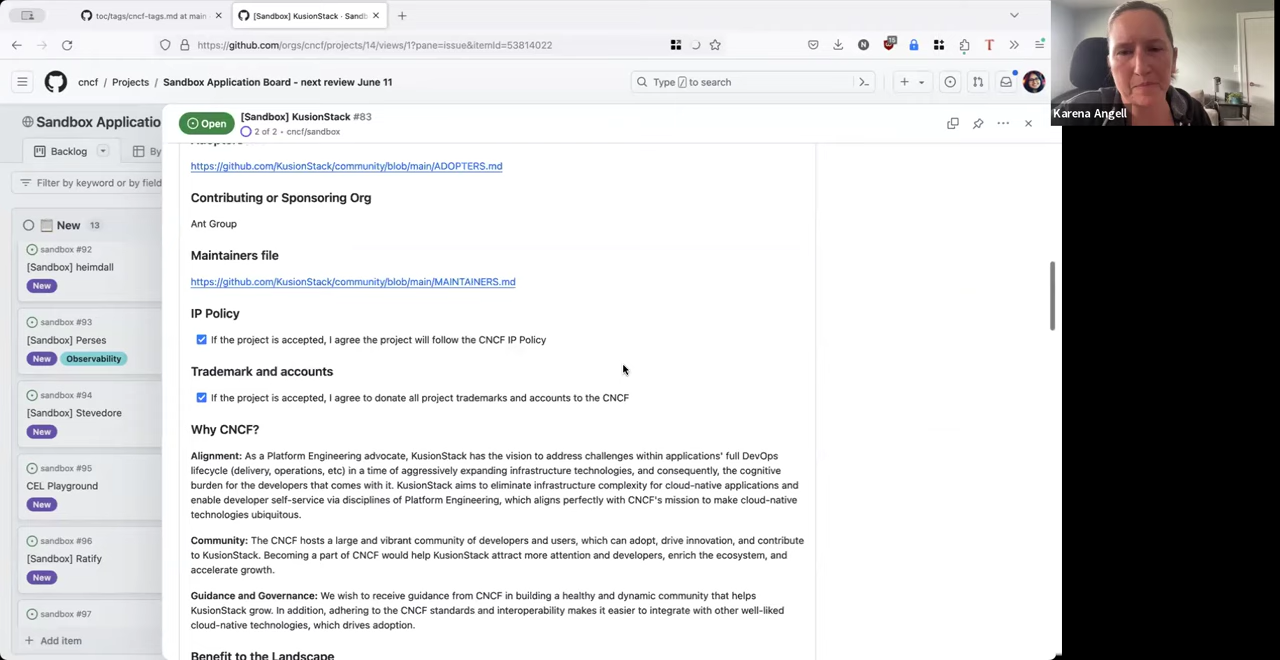 toc/tags/cncf-tags.md at main
[Sandbox] KusionStack · Sandb
https://github.com/orgs/cncf/projects/14/views/1?pane=issue&itemId=53814022
15
N
T
cncf / Projects / Sandbox Application Board - next review June 11
Type / to search
Karena Angell
Sandbox Applicatio
Open
[Sandbox] KusionStack #83
2 of 2 · cncf/sandbox
Backlog
By
Filter by keyword or by field
New 13
sandbox #92
[Sandbox] heimdall
New
sandbox #93
[Sandbox] Perses
New Observability
sandbox #94
[Sandbox] Stevedore
New
sandbox #95
CEL Playground
New
sandbox #96
[Sandbox] Ratify
New
sandbox #97
Add item
https://github.com/KusionStack/community/blob/main/ADOPTERS.md
Contributing or Sponsoring Org
Ant Group
Maintainers file
https://github.com/KusionStack/community/blob/main/MAINTAINERS.md
IP Policy
If the project is accepted, I agree the project will follow the CNCF IP Policy
Trademark and accounts
If the project is accepted, I agree to donate all project trademarks and accounts to the CNCF
Why CNCF?
Alignment: As a Platform Engineering advocate, KusionStack has the vision to address challenges within applications' full DevOps
lifecycle (delivery, operations, etc) in a time of aggressively expanding infrastructure technologies, and consequently, the cognitive
burden for the developers that comes with it. KusionStack aims to eliminate infrastructure complexity for cloud-native applications and
enable developer self-service via disciplines of Platform Engineering, which aligns perfectly with CNCF's mission to make cloud-native
technologies ubiquitous.
Community: The CNCF hosts a large and vibrant community of developers and users, which can adopt, drive innovation, and contribute
to KusionStack. Becoming a part of CNCF would help KusionStack attract more attention and developers, enrich the ecosystem, and
accelerate growth.
Guidance and Governance: We wish to receive guidance from CNCF in building a healthy and dynamic community that helps
KusionStack grow. In addition, adhering to the CNCF standards and interoperability makes it easier to integrate with other well-liked
cloud-native technologies, which drives adoption.
Benefit to the Landscape